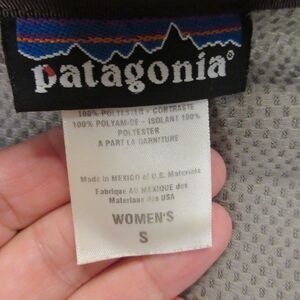 patagonia®
100% POLYESTER - CONTRASTE
100% POLYAMIDE - ISOLANT 100%
POLYESTER
A PART LA GARNITURE
Made in MEXICO of U.S. Materials
Fabriqué AU MEXIQUE des
Materiaux des USA
WOMEN'S
S